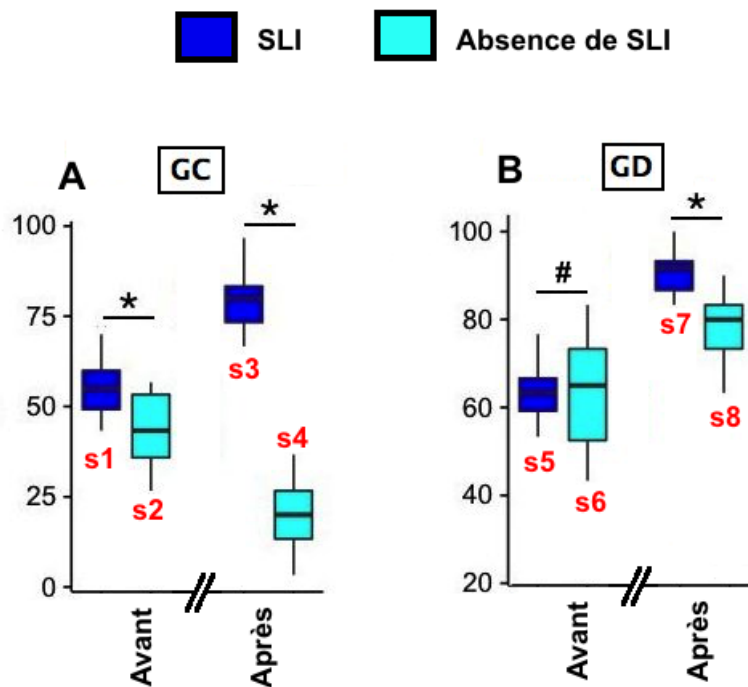 SLI Absence de SLI
A GC
100
75
50
25
0
*
*
s1
s2
s3
s4
Avant
Après
B GD
100
80
60
40
20
#
*
s5
s6
s7
s8
Avant
Après